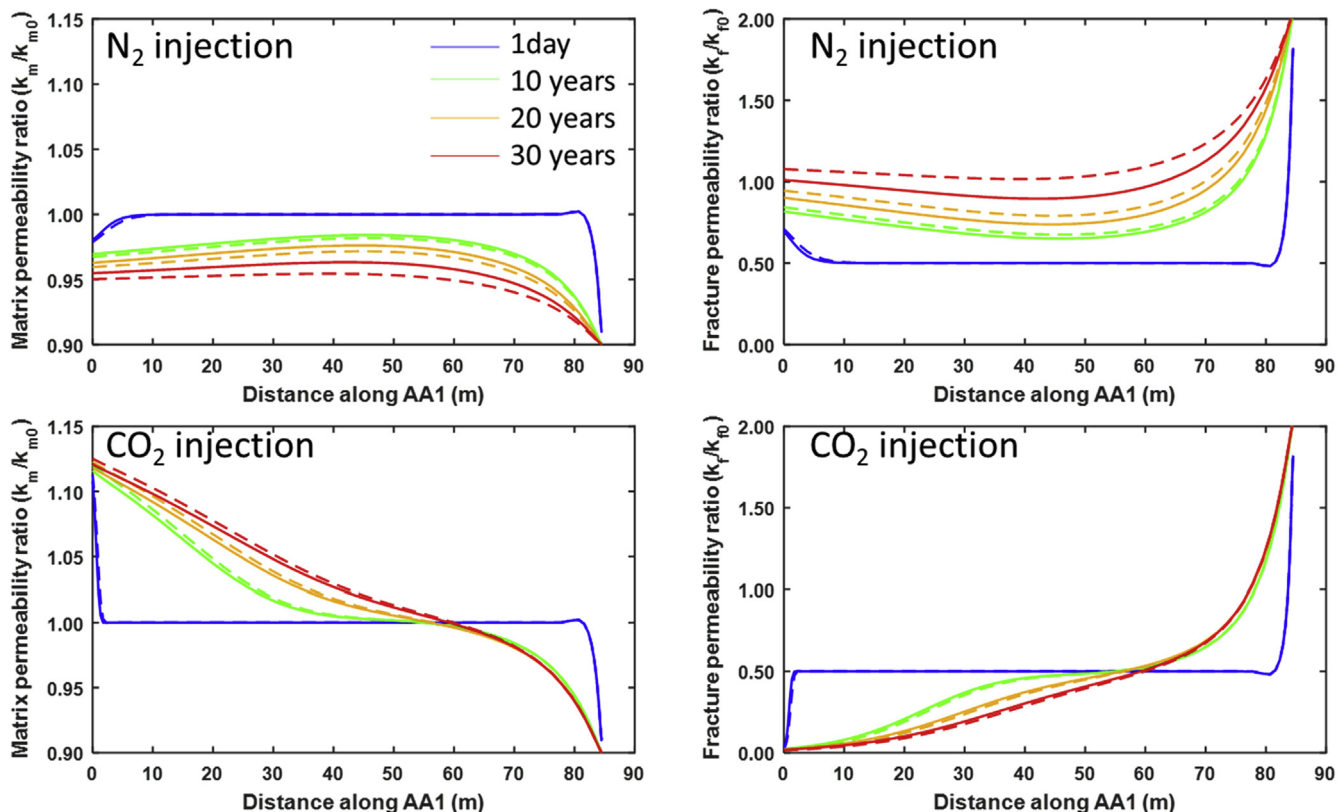 N₂ injection
1day
10 years
20 years
30 years
Matrix permeability ratio (kₘ/kₘ₀)
1.15
1.10
1.05
1.00
0.95
0.90
0 10 20 30 40 50 60 70 80 90
Distance along AA1 (m)
N₂ injection
Fracture permeability ratio (k_f/k_f0)
2.00
1.50
1.00
0.50
0.00
0 10 20 30 40 50 60 70 80 90
Distance along AA1 (m)
CO₂ injection
Matrix permeability ratio (kₘ/kₘ₀)
1.15
1.10
1.05
1.00
0.95
0.90
0 10 20 30 40 50 60 70 80 90
Distance along AA1 (m)
CO₂ injection
Fracture permeability ratio (k_f/k_f0)
2.00
1.50
1.00
0.50
0.00
0 10 20 30 40 50 60 70 80 90
Distance along AA1 (m)